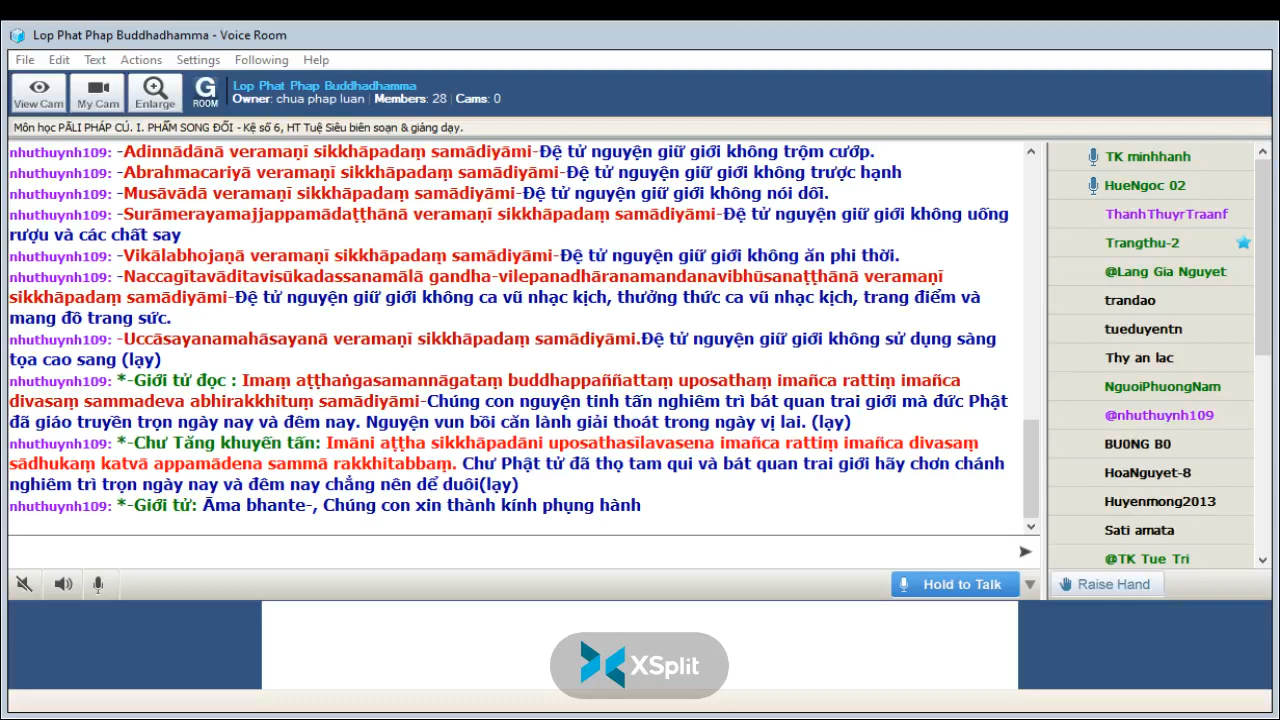 Lop Phat Phap Buddhadhamma - Voice Room
File Edit Text Actions Settings Following Help
View Cam My Cam Enlarge G ROOM
Lop Phat Phap Buddhadhamma
Owner: chua phap luan | Members: 28 | Cams: 0
Môn học PĀLI PHÁP CÚ. I. PHẨM SONG ĐỐI - Kệ số 6, HT Tuệ Siêu biên soạn & giảng dạy.
nhuthuynh109: -Adinnādānā veramaṇī sikkhāpadaṃ samādiyāmi-Đệ tử nguyện giữ giới không trộm cướp.
nhuthuynh109: -Abrahmacariyā veramaṇī sikkhāpadaṃ samādiyāmi-Đệ tử nguyện giữ giới không trược hạnh
nhuthuynh109: -Musāvādā veramaṇī sikkhāpadaṃ samādiyāmi-Đệ tử nguyện giữ giới không nói dối.
nhuthuynh109: -Surāmerayamajjappamādaṭṭhānā veramaṇī sikkhāpadaṃ samādiyāmi-Đệ tử nguyện giữ giới không uống
rượu và các chất say
nhuthuynh109: -Vikālabhojaṇā veramaṇī sikkhāpadaṃ samādiyāmi-Đệ tử nguyện giữ giới không ăn phi thời.
nhuthuynh109: -Naccagītavāditavisūkadassanamālā gandha-vilepanadhāranamandanavibhūsanaṭṭhānā veramaṇī
sikkhāpadaṃ samādiyāmi-Đệ tử nguyện giữ giới không ca vũ nhạc kịch, thưởng thức ca vũ nhạc kịch, trang điểm và
mang đồ trang sức.
nhuthuynh109: -Uccāsayanamahāsayanā veramaṇī sikkhāpadaṃ samādiyāmi.Đệ tử nguyện giữ giới không sử dụng sàng
tọa cao sang (lạy)
nhuthuynh109: *-Giới tử đọc : Imaṃ aṭṭhaṅgasamannāgataṃ buddhappaññattaṃ uposathaṃ imañca rattiṃ imañca
divasaṃ sammadeva abhirakkhituṃ samādiyāmi-Chúng con nguyện tinh tấn nghiêm trì bát quan trai giới mà đức Phật
đã giáo truyền trọn ngày nay và đêm nay. Nguyện vun bồi căn lành giải thoát trong ngày vị lai. (lạy)
nhuthuynh109: *-Chư Tăng khuyến tấn: Imāni aṭṭha sikkhāpadāni uposathasīlavasena imañca rattiṃ imañca divasaṃ
sādhukaṃ katvā appamādena sammā rakkhitabbaṃ. Chư Phật tử đã thọ tam qui và bát quan trai giới hãy chơn chánh
nghiêm trì trọn ngày nay và đêm nay chẳng nên dể duôi(lạy)
nhuthuynh109: *-Giới tử: Āma bhante-, Chúng con xin thành kính phụng hành
TK minhhanh
HueNgoc 02
ThanhThuyrTraanf
Trangthu-2
@Lang Gia Nguyet
trandao
tueduyentn
Thy an lac
NguoiPhuongNam
@nhuthuynh109
BU0NG B0
HoaNguyet-8
Huyenmong2013
Sati amata
@TK Tue Tri
Hold to Talk
Raise Hand
XSplit